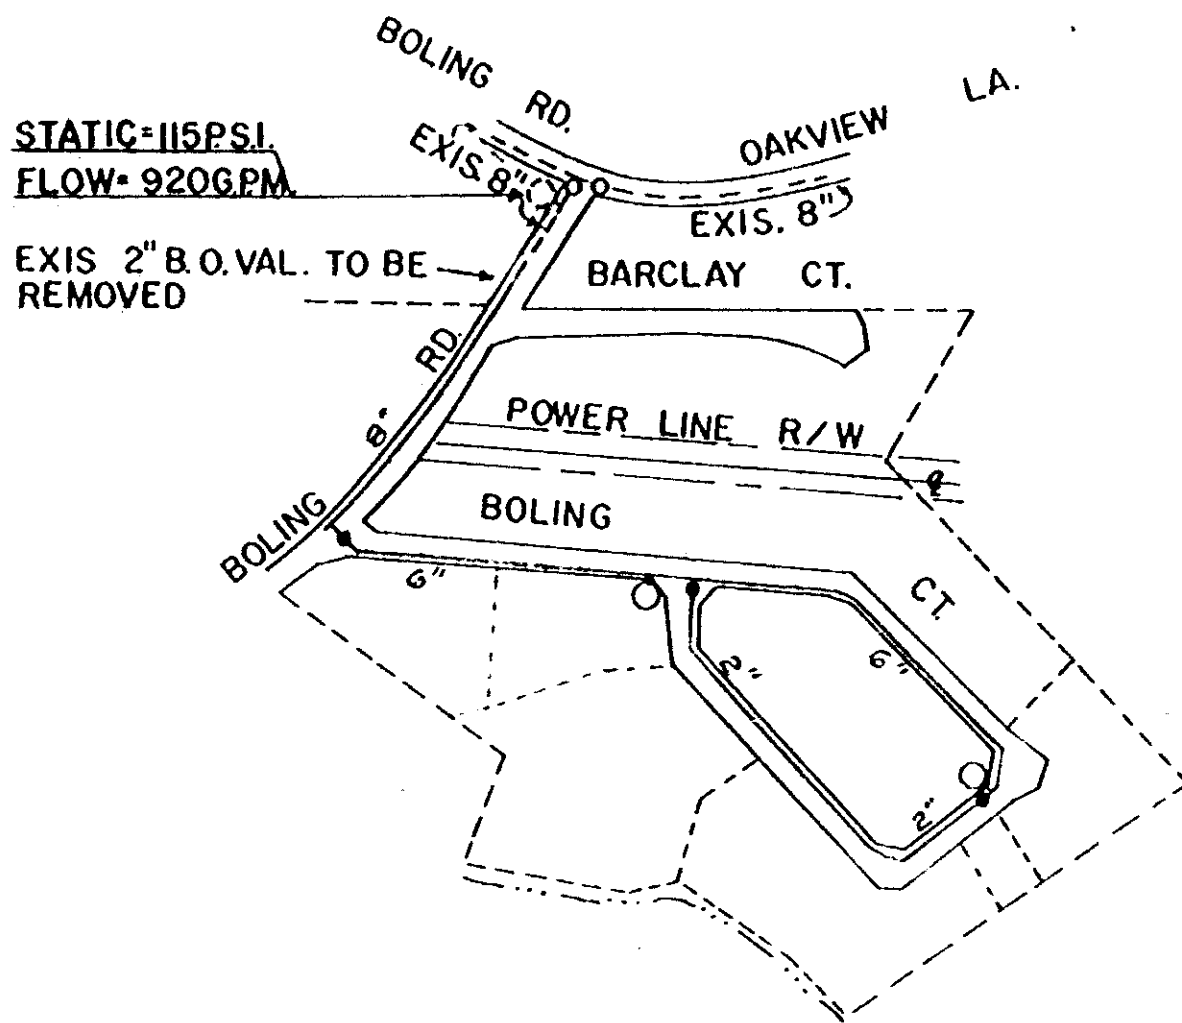 BOLING RD.
OAKVIEW LA.
STATIC=115P.S.I.
FLOW= 920G.P.M.
EXIS. 8"
EXIS. 8"
EXIS 2" B.O.VAL. TO BE
REMOVED
BARCLAY CT.
BOLING RD.
8"
POWER LINE R/W
℄
BOLING CT.
6"
2"
6"
2"